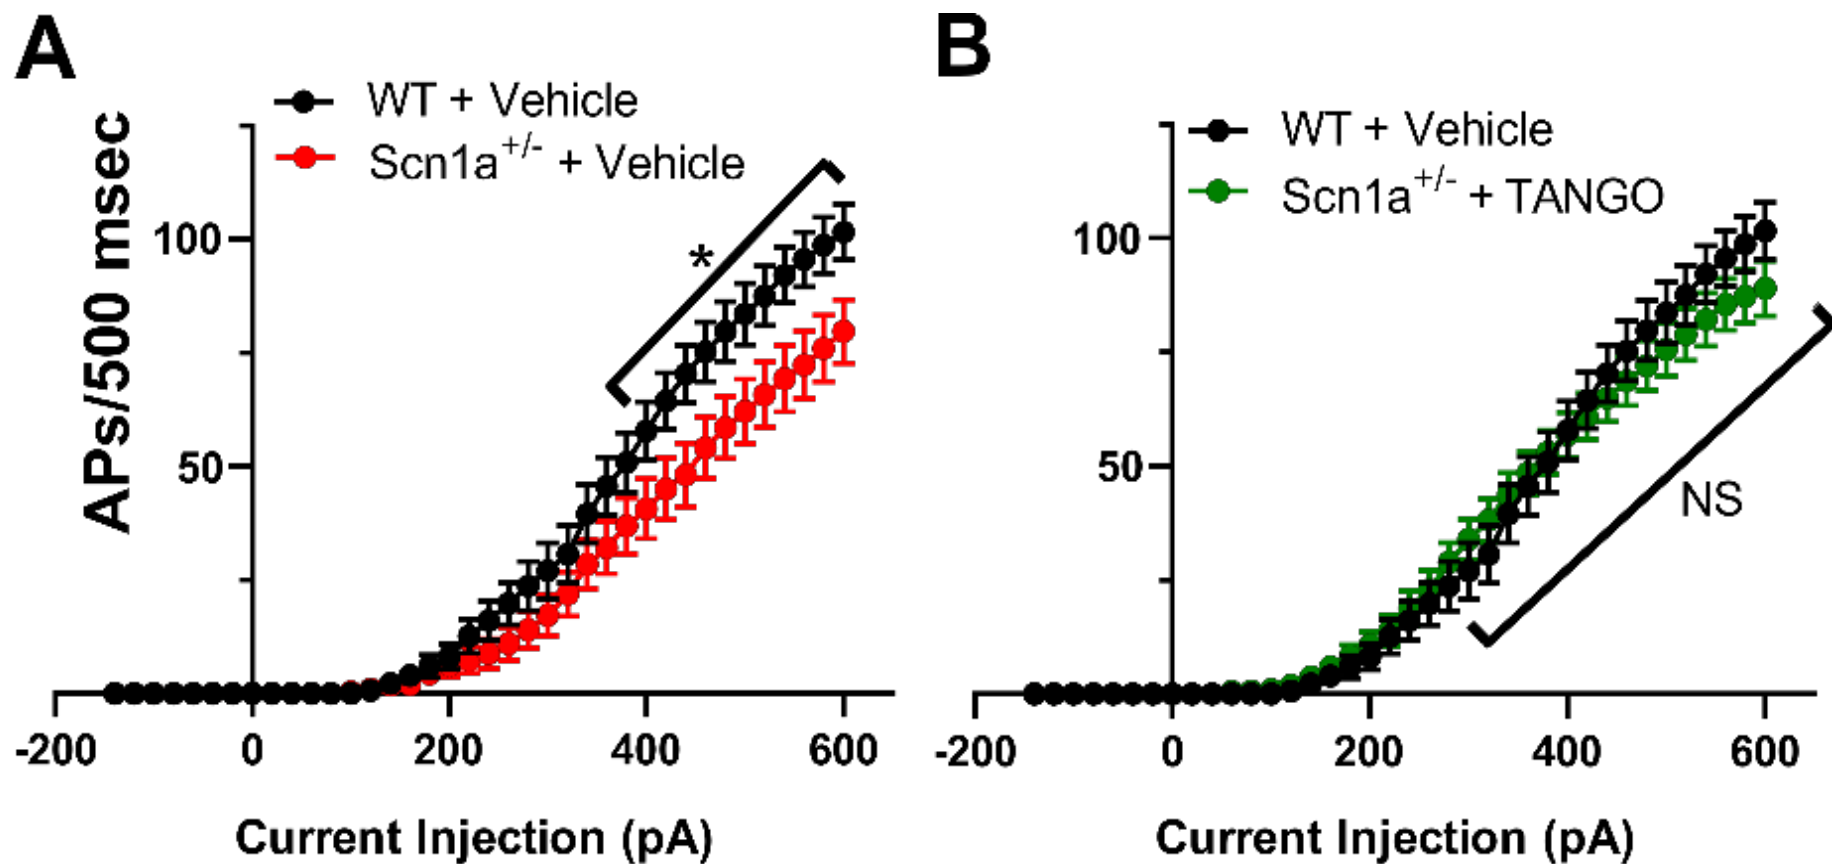 A
WT + Vehicle
Scn1a+/- + Vehicle
APs/500 msec
100
50
*
-200 0 200 400 600
Current Injection (pA)
B
WT + Vehicle
Scn1a+/- + TANGO
100
50
NS
-200 0 200 400 600
Current Injection (pA)